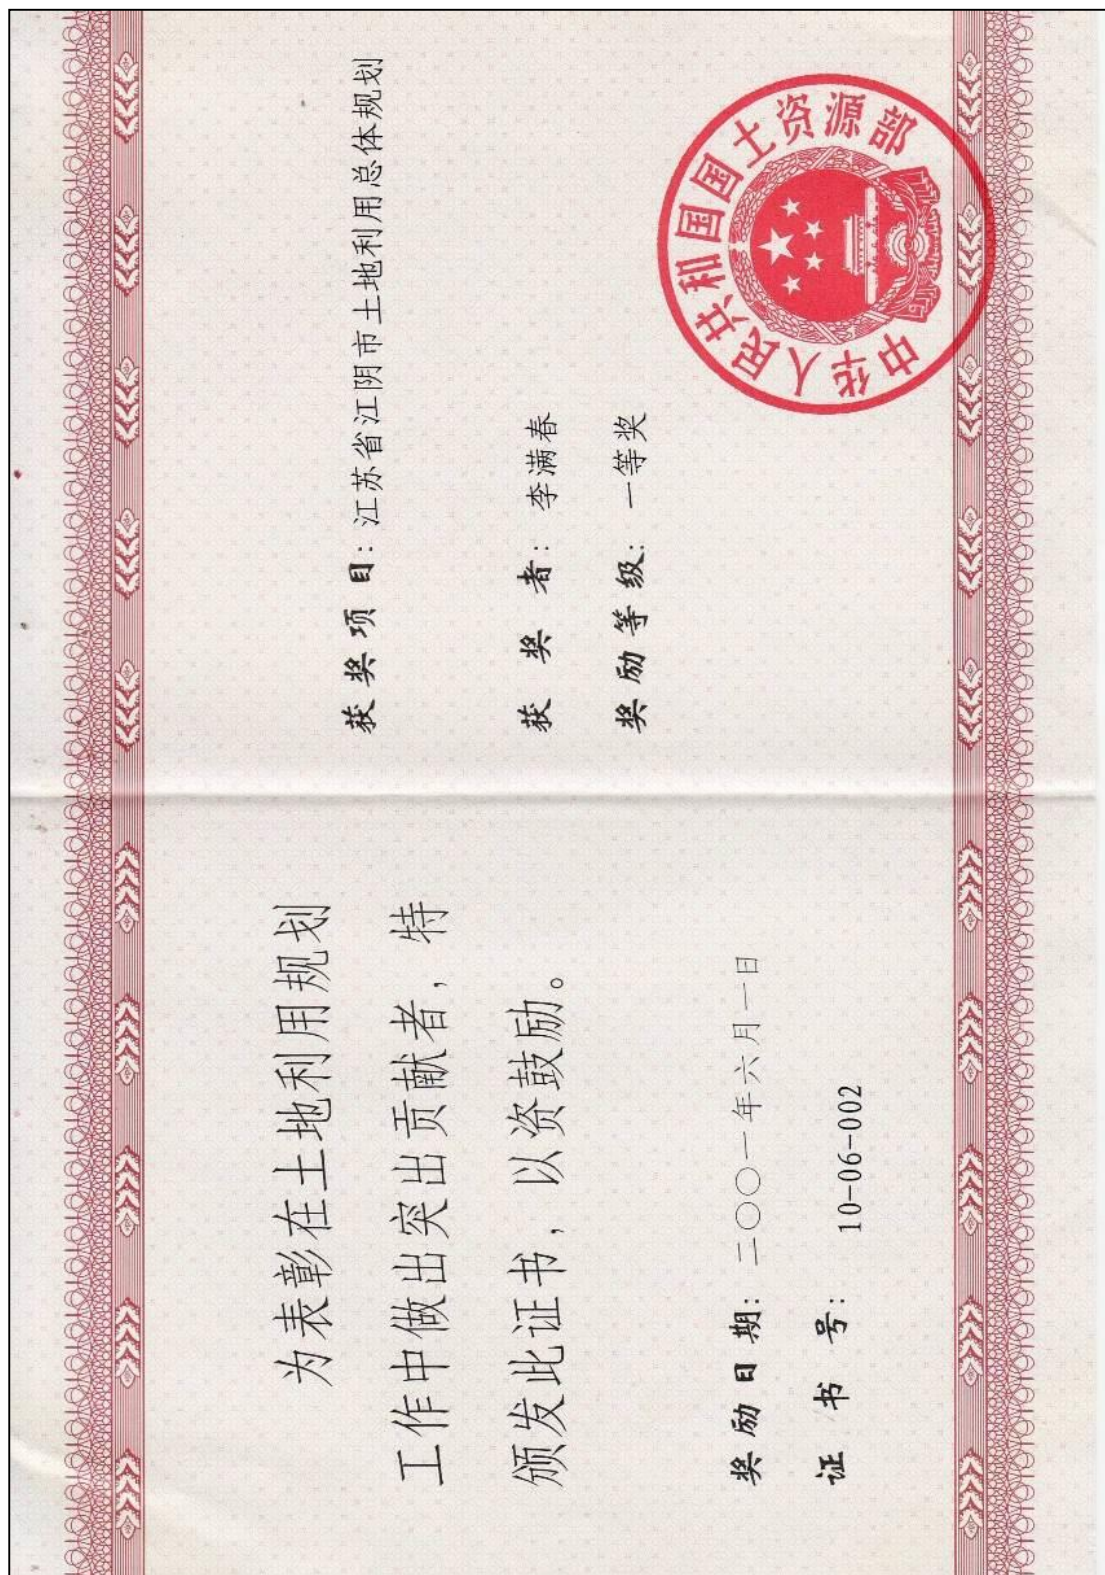 为表彰在土地利用规划
工作中做出突出贡献者，特
颁发此证书，以资鼓励。
奖励日期：二〇〇一年六月一日
证书号：10-06-002
获奖项目：江苏省江阴市土地利用总体规划
获奖者：李满春
奖励等级：一等奖
中华人民共和国国土资源部